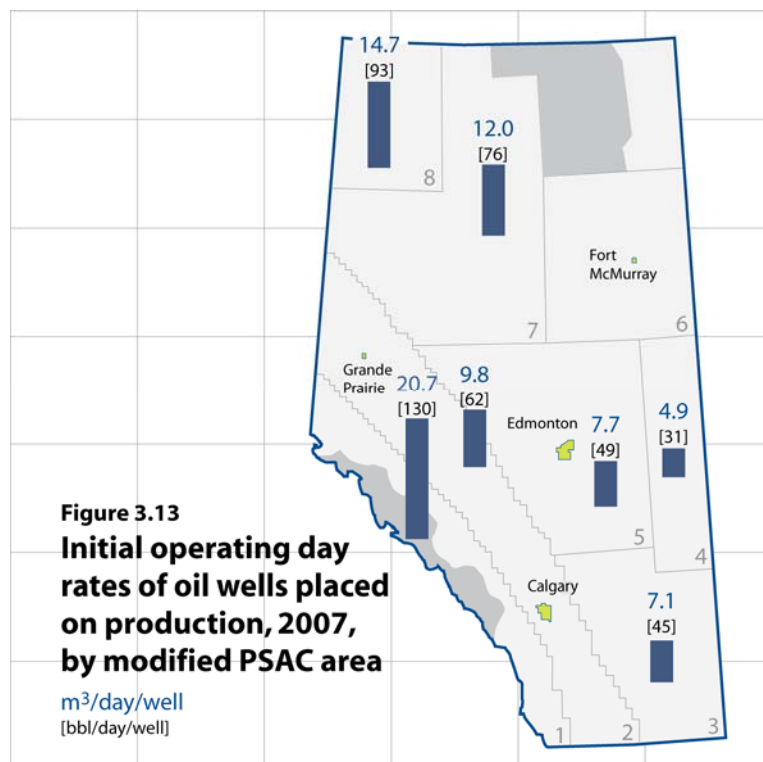 14.7
[93]
8
12.0
[76]
7
Fort
McMurray
6
Grande
Prairie
20.7
[130]
9.8
[62]
Edmonton
7.7
[49]
5
4.9
[31]
4
Calgary
7.1
[45]
1
2
3
Figure 3.13
Initial operating day
rates of oil wells placed
on production, 2007,
by modified PSAC area
m³/day/well
[bbl/day/well]